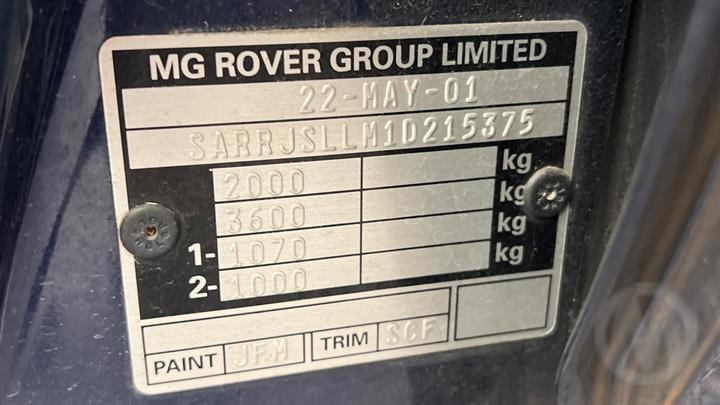 MG ROVER GROUP LIMITED
22-MAY-01
SARRJSLLM1D215375
2000 kg
3600 kg
1- 1070 kg
2- 1000 kg
PAINT JFM TRIM SCF